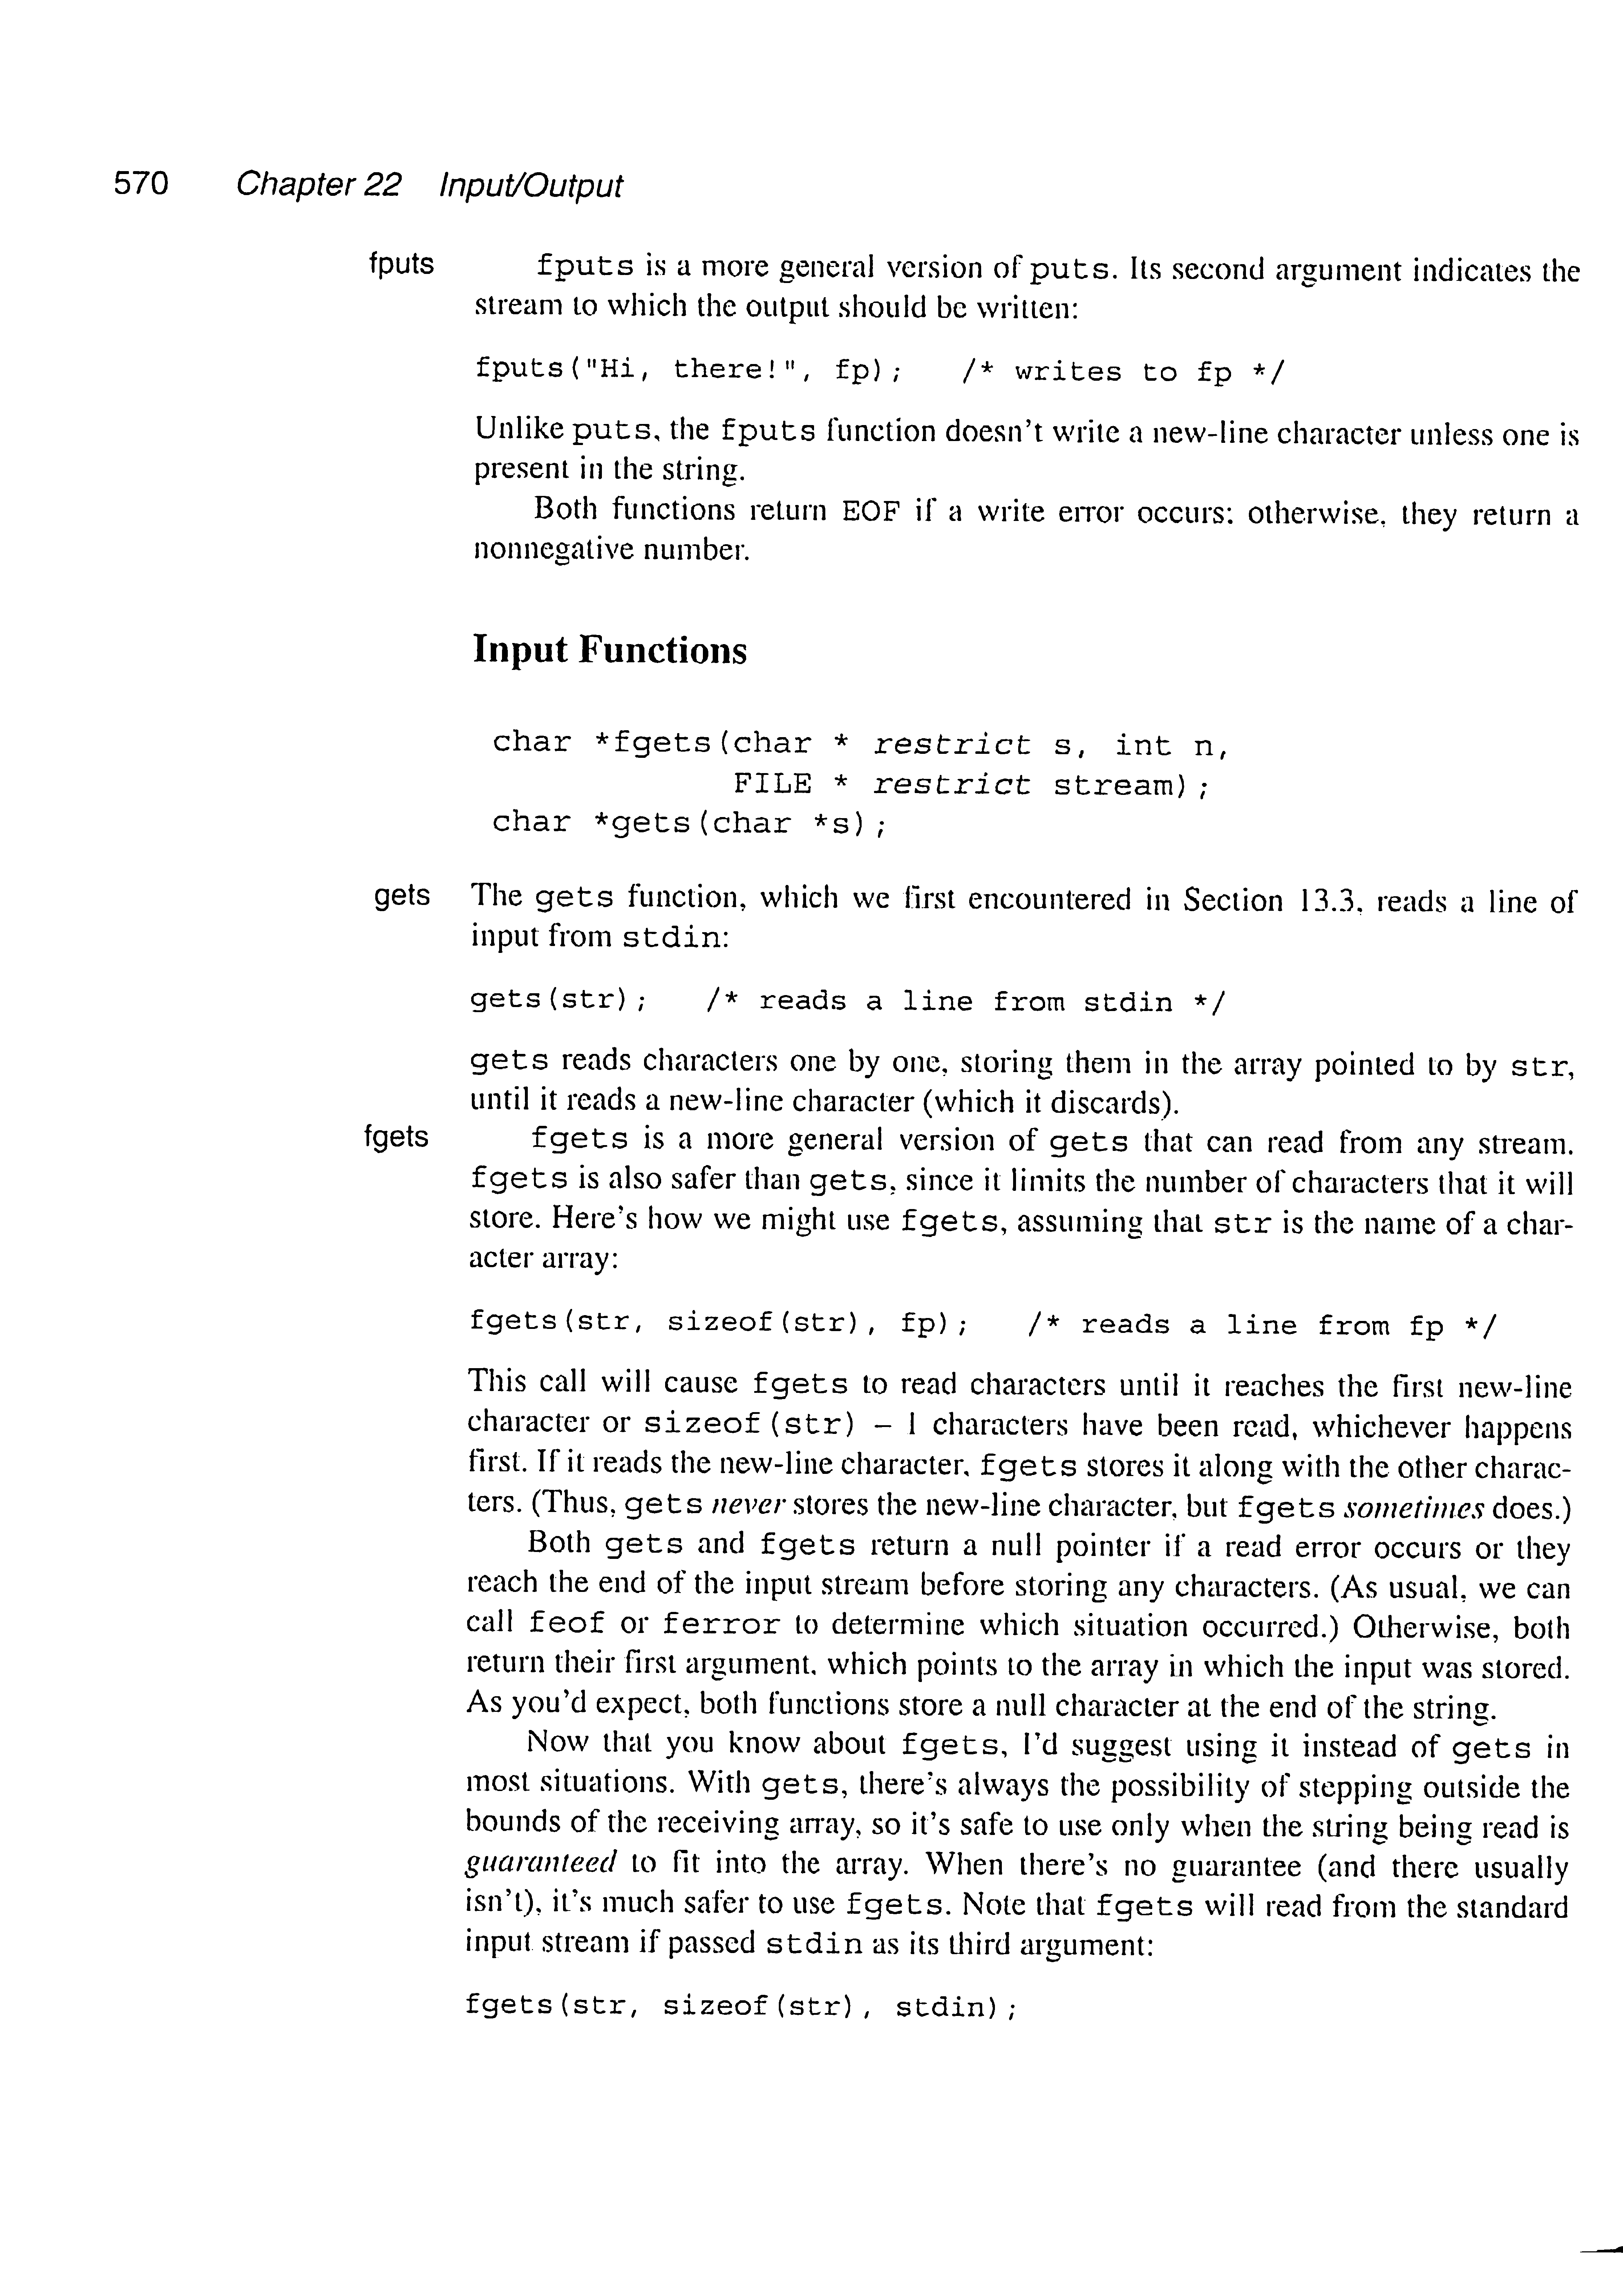 570 Chapter 22 Input/Output
fputs fputs is a more general version of puts. Its second argument indicates the
stream to which the output should be written:
fputs("Hi, there!", fp); /* writes to fp */
Unlike puts, the fputs function doesn't write a new-line character unless one is
present in the string.
Both functions return EOF if a write error occurs; otherwise, they return a
nonnegative number.
Input Functions
char *fgets(char * restrict s, int n,
FILE * restrict stream);
char *gets(char *s);
gets The gets function, which we first encountered in Section 13.3, reads a line of
input from stdin:
gets(str); /* reads a line from stdin */
gets reads characters one by one, storing them in the array pointed to by str,
until it reads a new-line character (which it discards).
fgets fgets is a more general version of gets that can read from any stream.
fgets is also safer than gets, since it limits the number of characters that it will
store. Here's how we might use fgets, assuming that str is the name of a char-
acter array:
fgets(str, sizeof(str), fp); /* reads a line from fp */
This call will cause fgets to read characters until it reaches the first new-line
character or sizeof(str) – 1 characters have been read, whichever happens
first. If it reads the new-line character, fgets stores it along with the other charac-
ters. (Thus, gets never stores the new-line character, but fgets sometimes does.)
Both gets and fgets return a null pointer if a read error occurs or they
reach the end of the input stream before storing any characters. (As usual, we can
call feof or ferror to determine which situation occurred.) Otherwise, both
return their first argument, which points to the array in which the input was stored.
As you'd expect, both functions store a null character at the end of the string.
Now that you know about fgets, I'd suggest using it instead of gets in
most situations. With gets, there's always the possibility of stepping outside the
bounds of the receiving array, so it's safe to use only when the string being read is
guaranteed to fit into the array. When there's no guarantee (and there usually
isn't), it's much safer to use fgets. Note that fgets will read from the standard
input stream if passed stdin as its third argument:
fgets(str, sizeof(str), stdin);